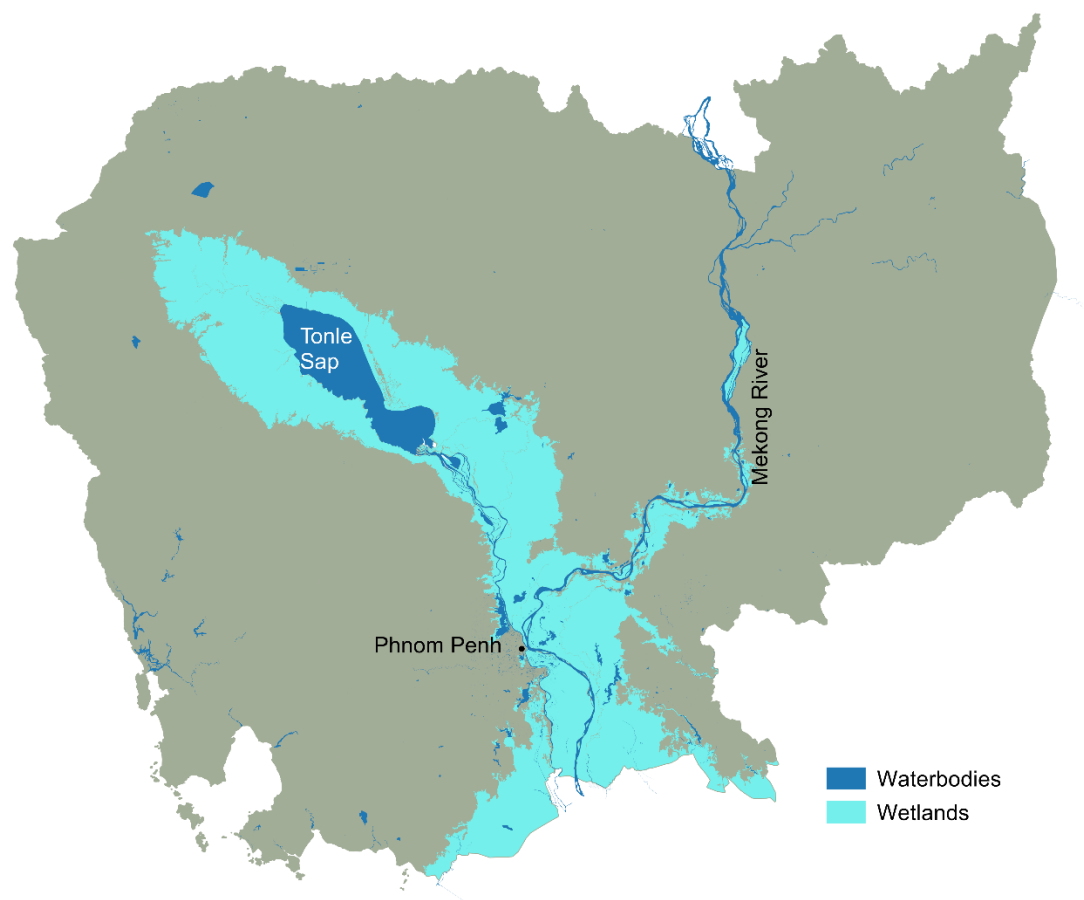 Tonle
Sap
Mekong River
Phnom Penh
Waterbodies
Wetlands